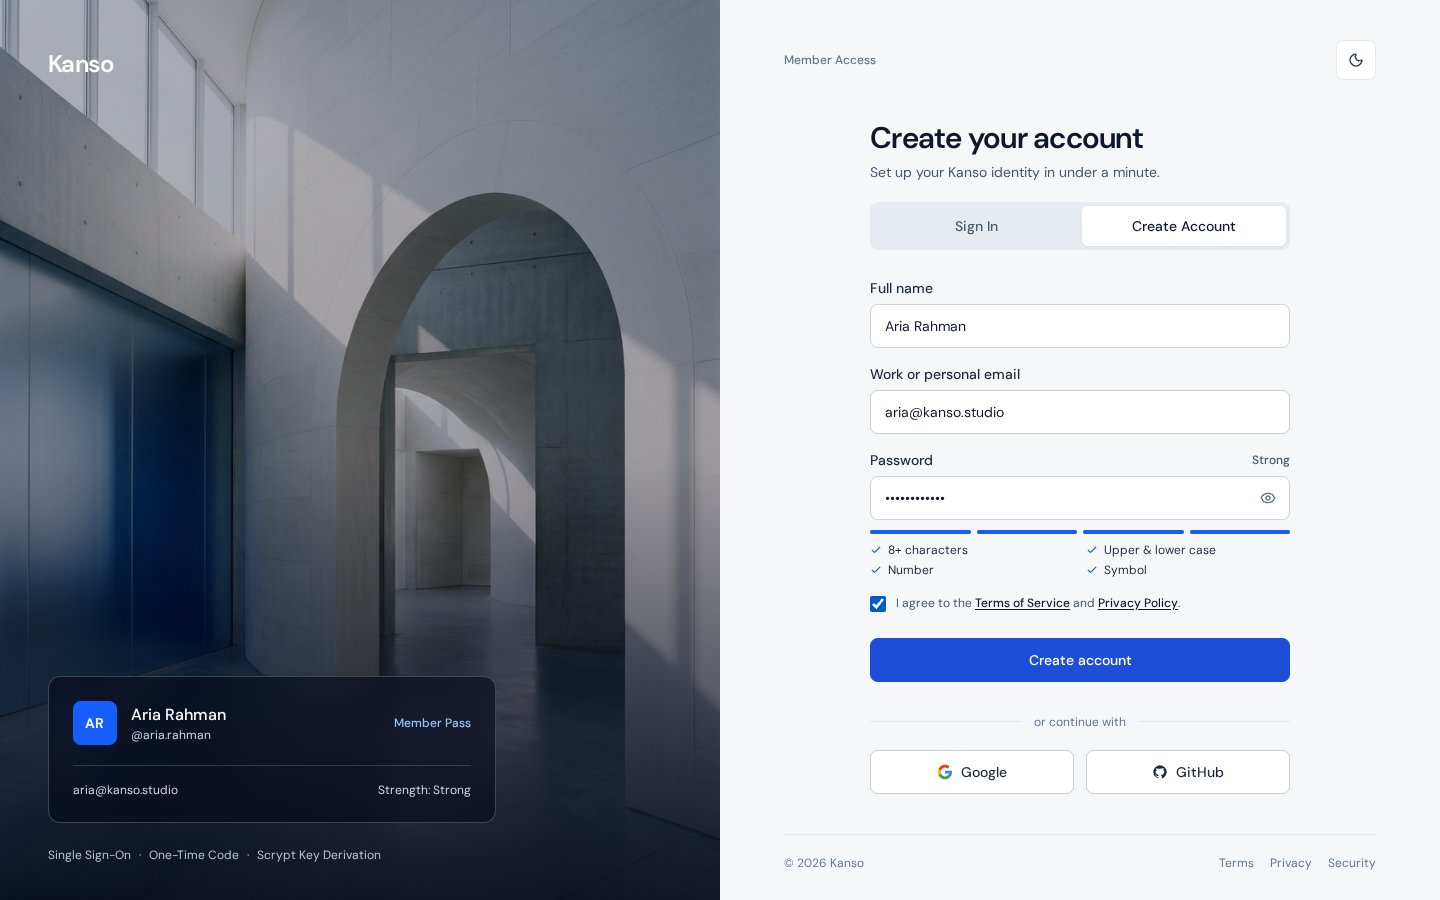 Kanso
AR
Aria Rahman
@aria.rahman
Member Pass
aria@kanso.studio
Strength: Strong
Single Sign-On · One-Time Code · Scrypt Key Derivation
Member Access
Create your account
Set up your Kanso identity in under a minute.
Sign In
Create Account
Full name
Aria Rahman
Work or personal email
aria@kanso.studio
Password
Strong
••••••••••••
8+ characters
Upper & lower case
Number
Symbol
I agree to the Terms of Service and Privacy Policy.
Create account
or continue with
Google
GitHub
© 2026 Kanso
Terms
Privacy
Security